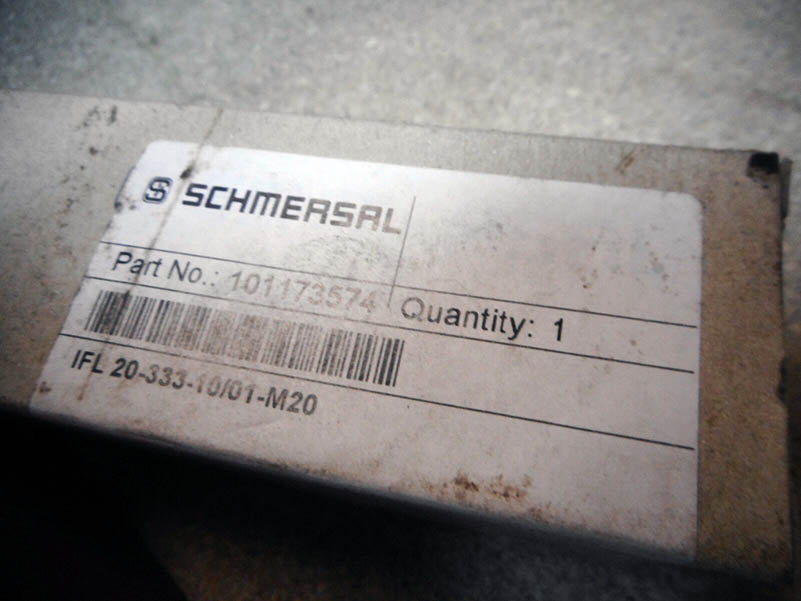 SCHMERSAL
Part No.: 101173574 Quantity: 1
IFL 20-333-10/01-M20